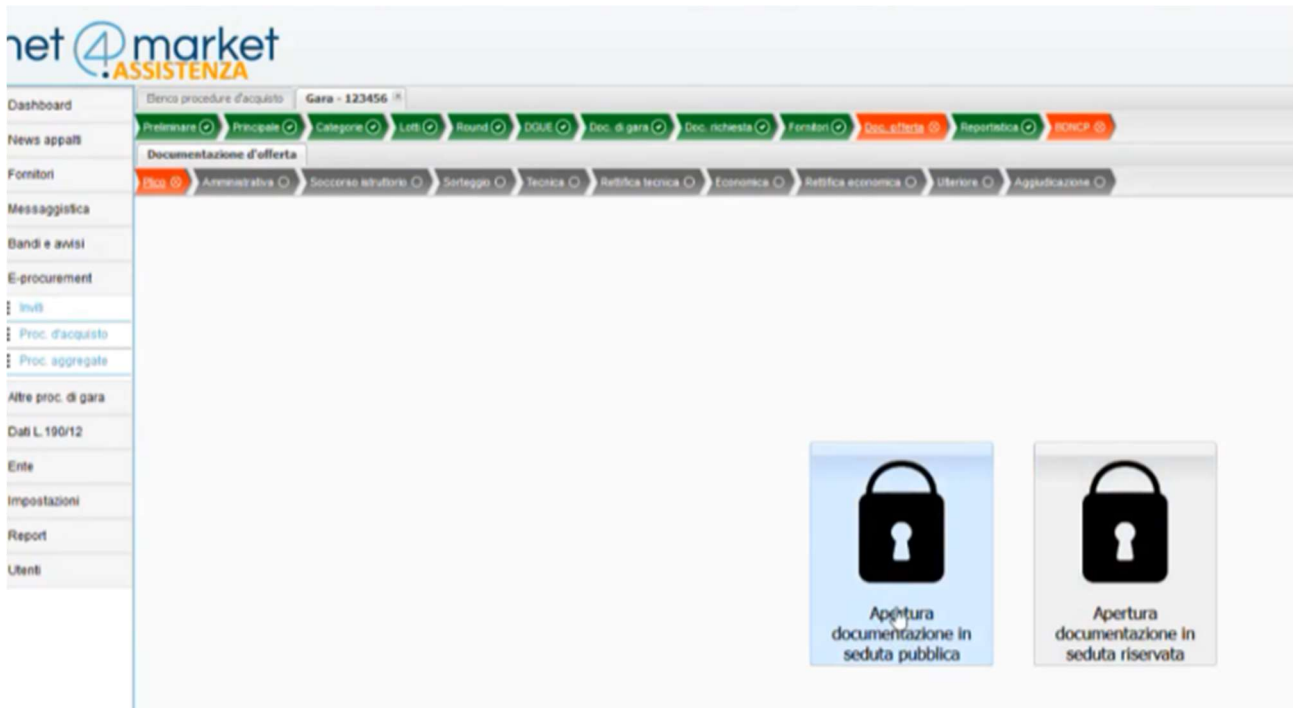 net 4 market
ASSISTENZA
Dashboard
News appalti
Fornitori
Messaggistica
Bandi e avvisi
E-procurement
Inviti
Proc. d'acquisto
Proc. aggregate
Altre proc. di gara
Dati L.190/12
Ente
Impostazioni
Report
Utenti
Elenco procedure d'acquisto Gara - 123456
Preliminare Principale Categorie Lotti Round DGUE Doc. di gara Doc. richiesta Fornitori Doc. offerta Reportistica BDNCP
Documentazione d'offerta
Plico Amministrativa Soccorso istruttorio Sorteggio Tecnica Rettifica tecnica Economica Rettifica economica Ulteriore Aggiudicazione
Apertura
documentazione in
seduta pubblica
Apertura
documentazione in
seduta riservata